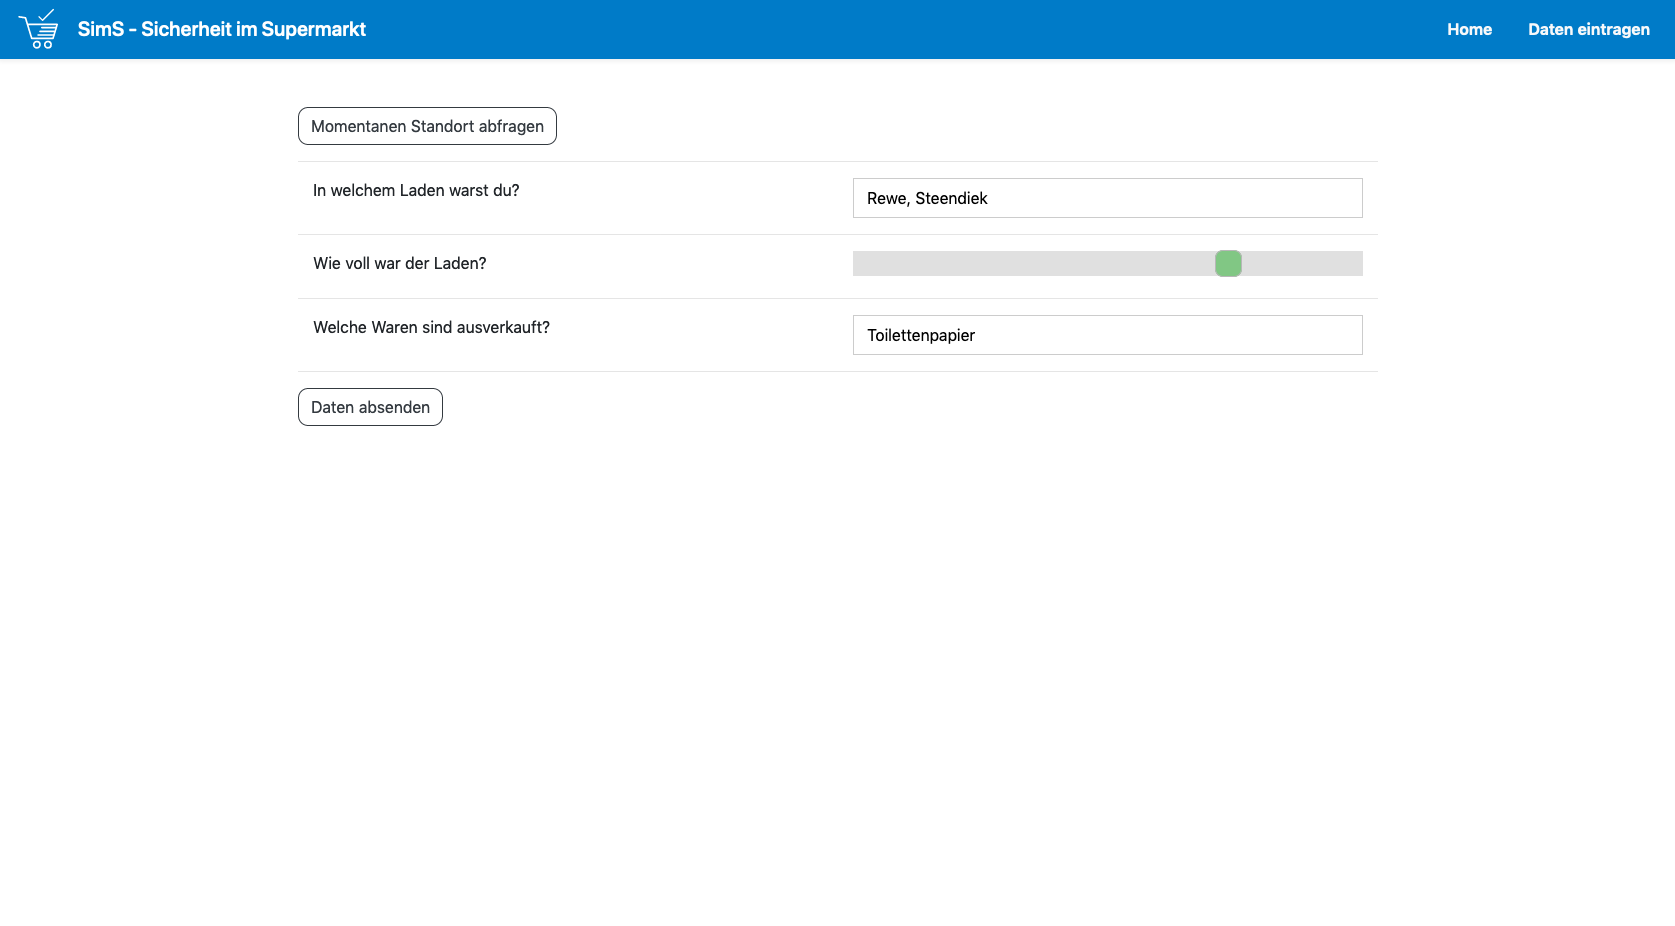 SimS - Sicherheit im Supermarkt
Home
Daten eintragen
Momentanen Standort abfragen
In welchem Laden warst du?
Rewe, Steendiek
Wie voll war der Laden?
Welche Waren sind ausverkauft?
Toilettenpapier
Daten absenden